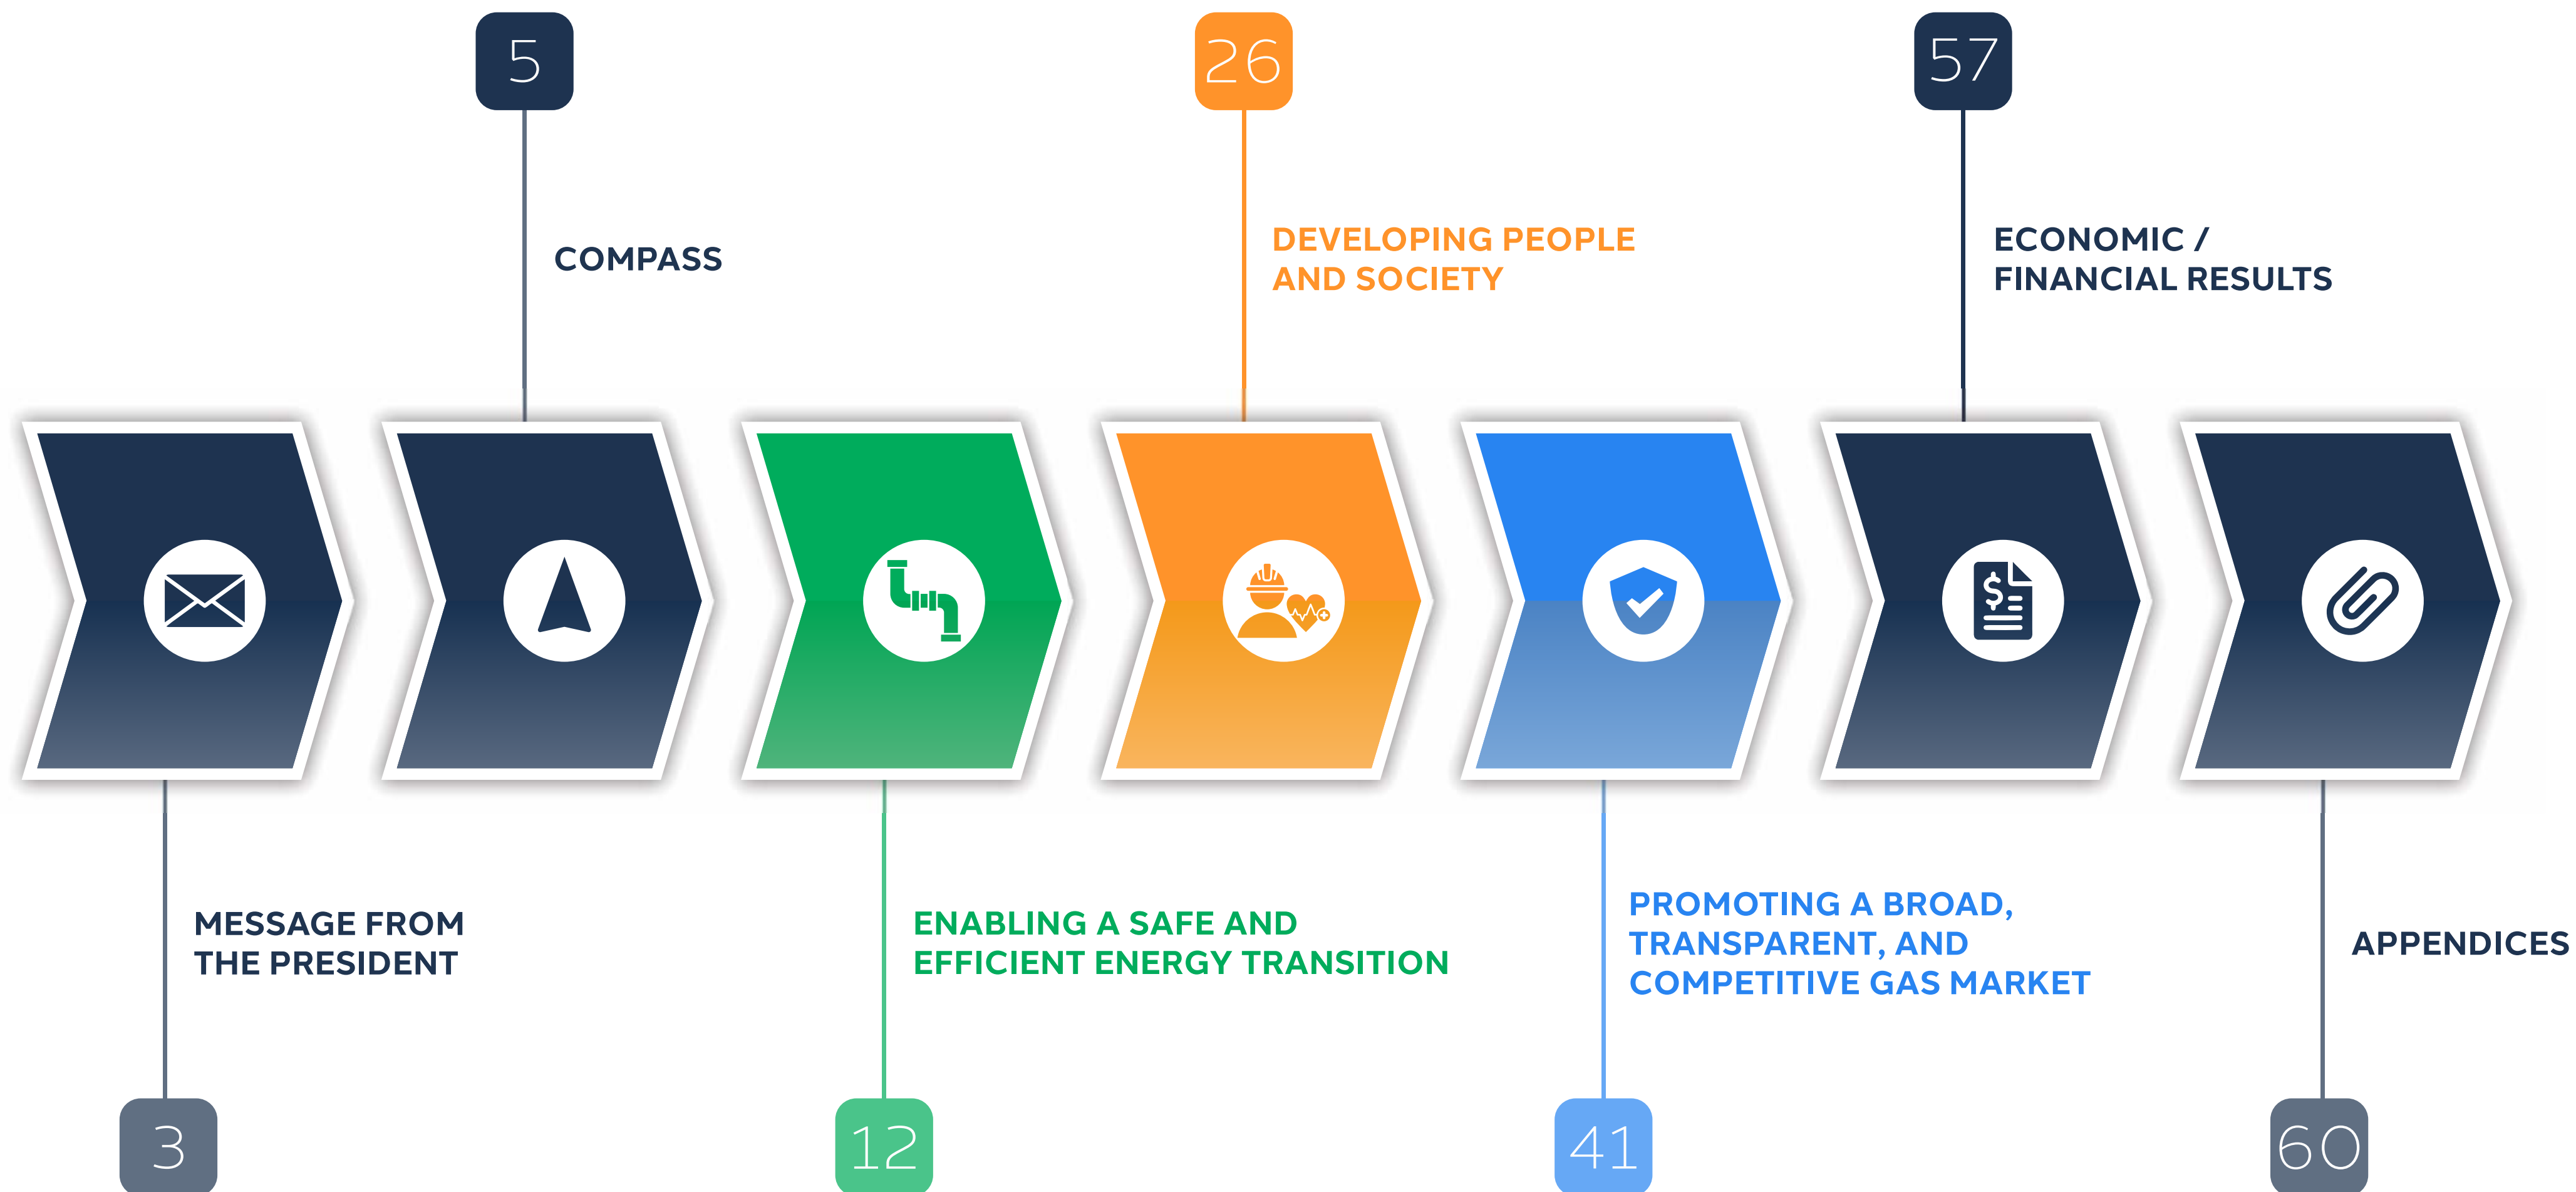 5
COMPASS
26
DEVELOPING PEOPLE
AND SOCIETY
57
ECONOMIC /
FINANCIAL RESULTS
$
MESSAGE FROM
THE PRESIDENT
3
ENABLING A SAFE AND
EFFICIENT ENERGY TRANSITION
12
PROMOTING A BROAD,
TRANSPARENT, AND
COMPETITIVE GAS MARKET
41
APPENDICES
60